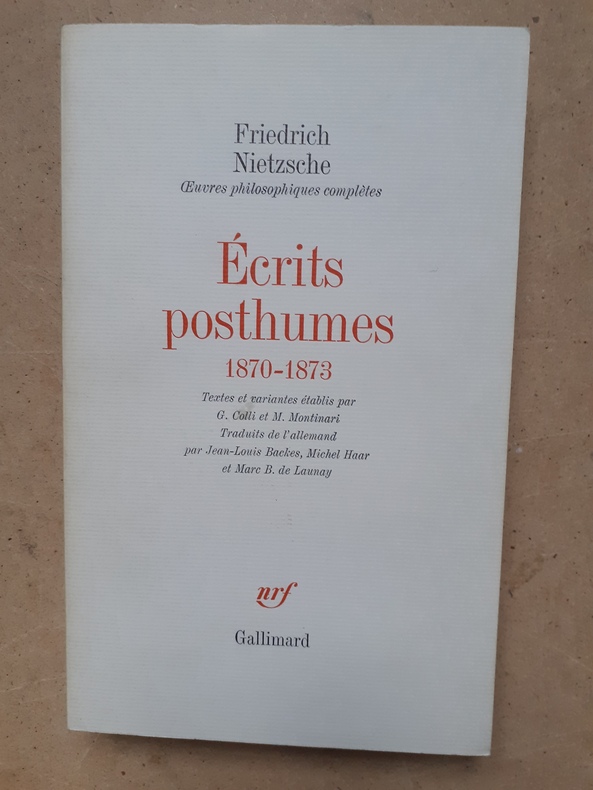 Friedrich
Nietzsche
Œuvres philosophiques complètes
Écrits
posthumes
1870-1873
Textes et variantes établis par
G. Colli et M. Montinari
Traduits de l'allemand
par Jean-Louis Backes, Michel Haar
et Marc B. de Launay
nrf
Gallimard